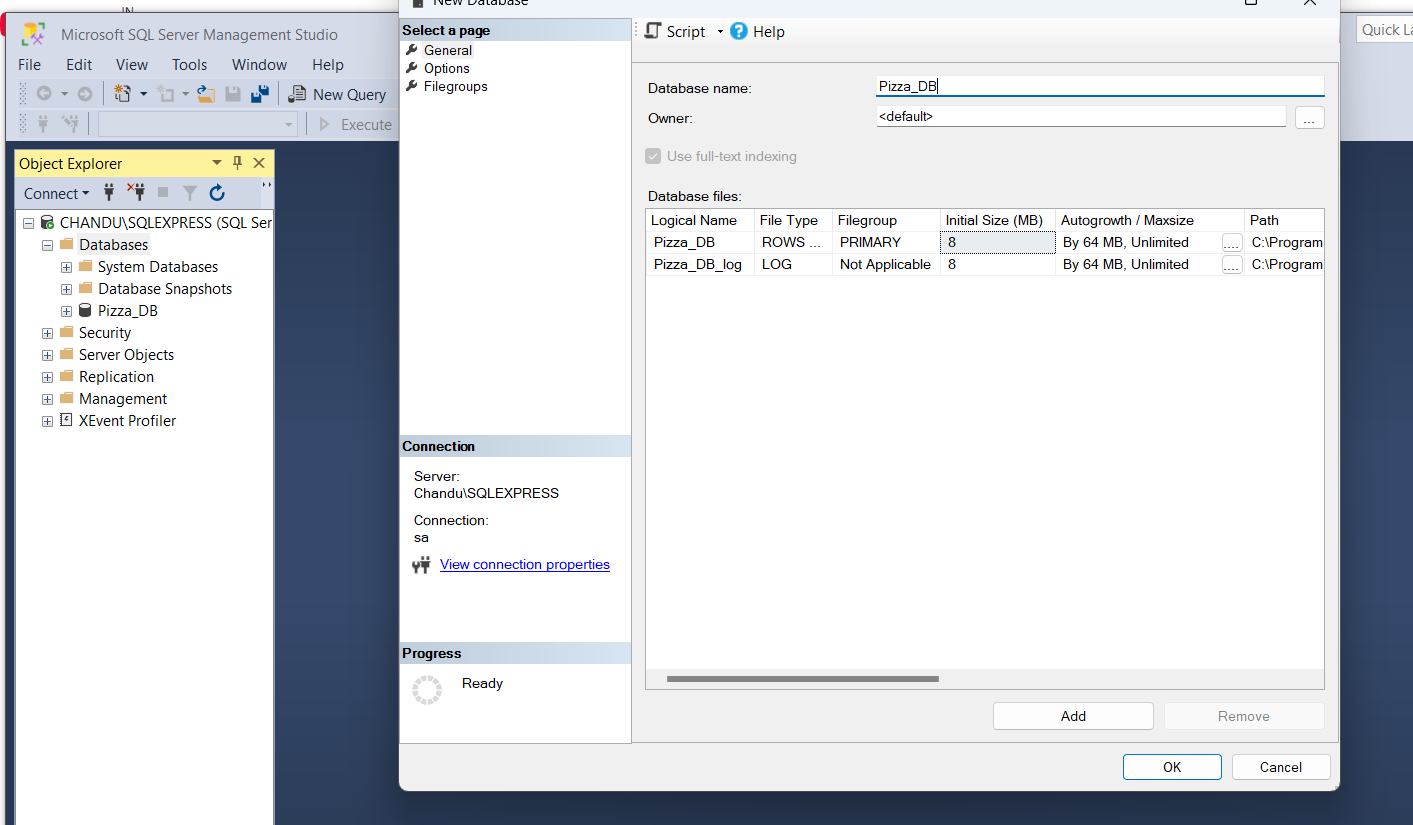 IN
New Database
Microsoft SQL Server Management Studio
Quick La
File Edit View Tools Window Help
New Query
Execute
Object Explorer
Connect
CHANDU\SQLEXPRESS (SQL Ser
Databases
System Databases
Database Snapshots
Pizza_DB
Security
Server Objects
Replication
Management
XEvent Profiler
Select a page
General
Options
Filegroups
Connection
Server:
Chandu\SQLEXPRESS
Connection:
sa
View connection properties
Progress
Ready
Script Help
Database name: Pizza_DB
Owner: <default> ...
Use full-text indexing
Database files:
Logical Name File Type Filegroup Initial Size (MB) Autogrowth / Maxsize Path
Pizza_DB ROWS ... PRIMARY 8 By 64 MB, Unlimited .... C:\Program
Pizza_DB_log LOG Not Applicable 8 By 64 MB, Unlimited .... C:\Program
Add Remove
OK Cancel